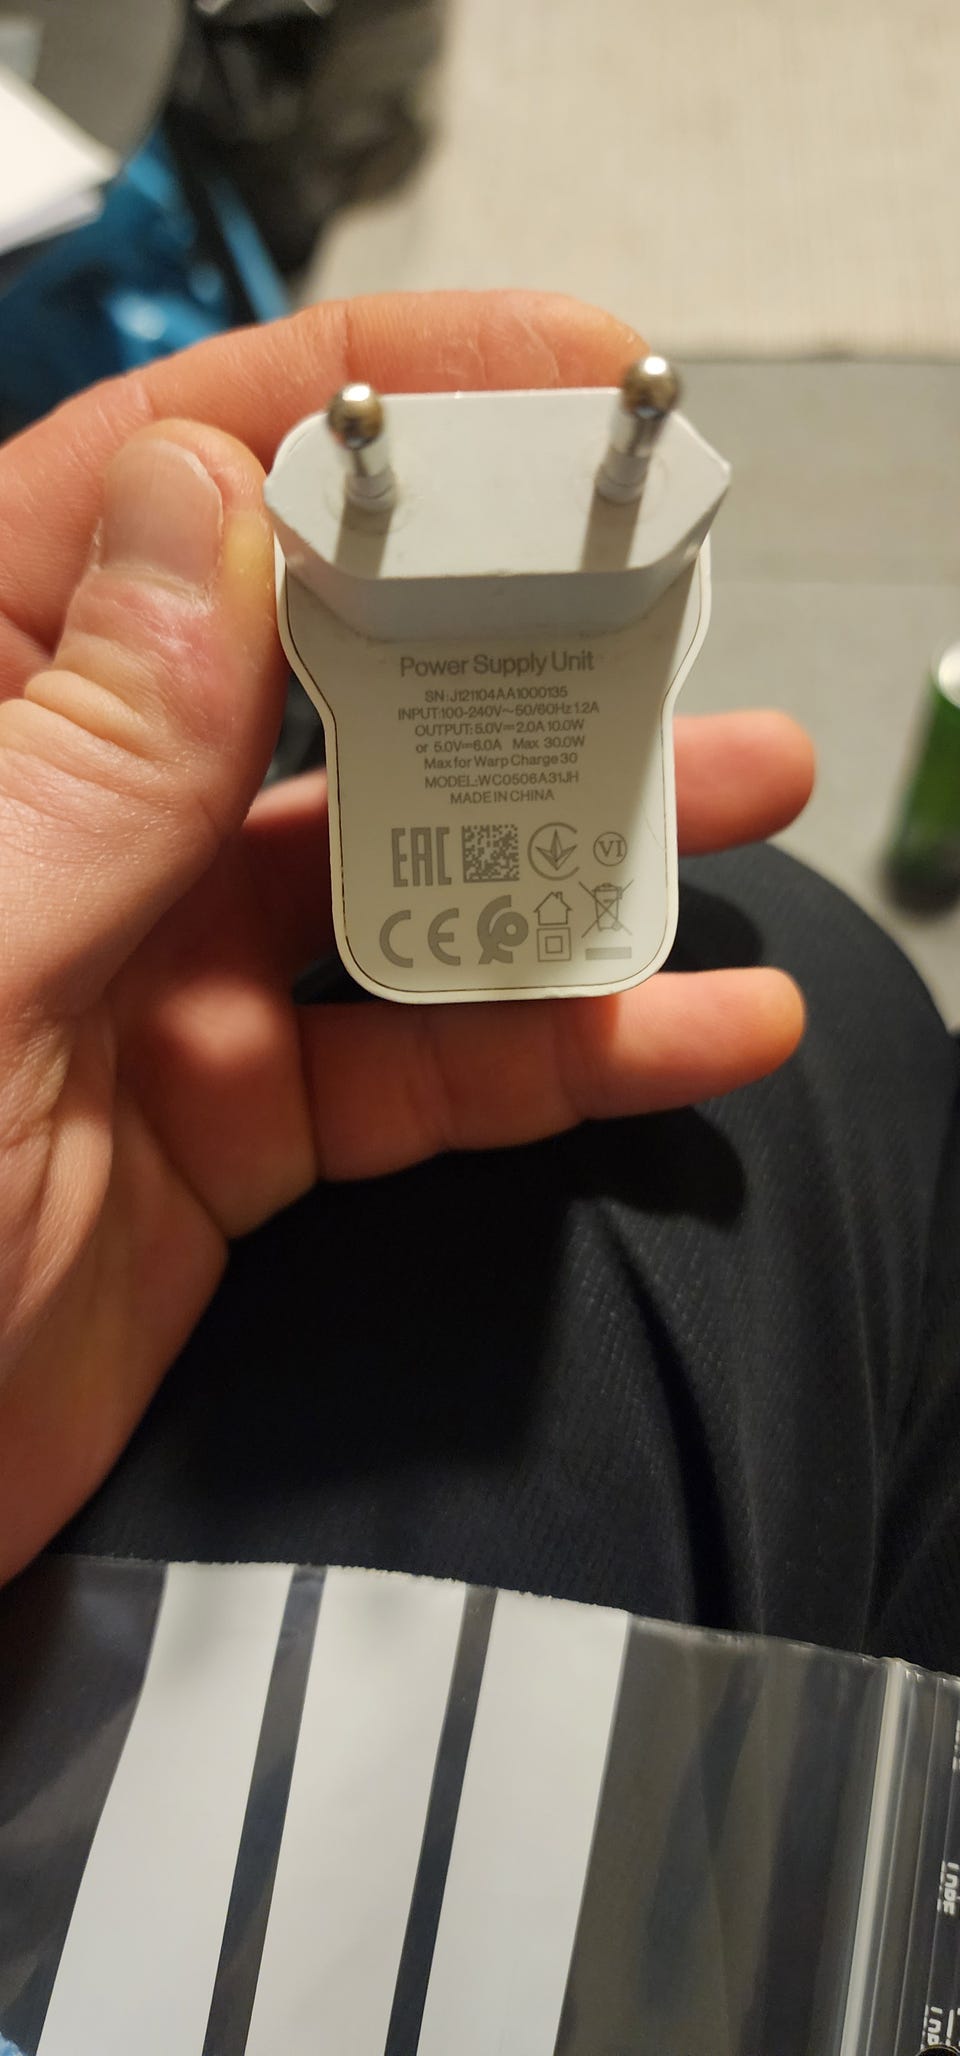 Power Supply Unit
SN:J121104AA1000135
INPUT:100-240V~50/60Hz 1.2A
OUTPUT:5.0V⎓2.0A 10.0W
or 5.0V⎓6.0A Max 30.0W
Max for Warp Charge 30
MODEL:WC0506A31JH
MADE IN CHINA
EAC
VI
CE